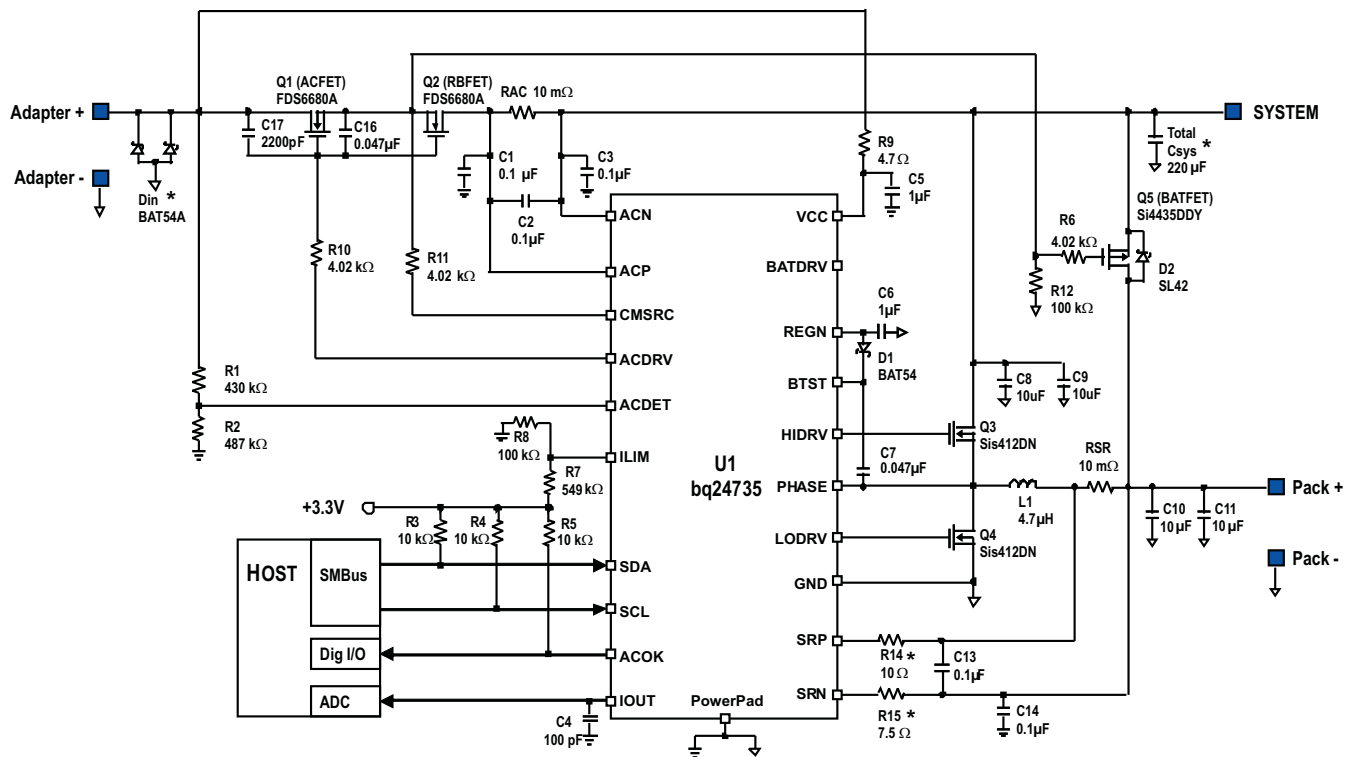 Adapter +
Adapter -
Din *
BAT54A
C17
2200pF
Q1 (ACFET)
FDS6680A
C16
0.047µF
Q2 (RBFET)
FDS6680A
RAC 10 mΩ
C1
0.1 µF
C2
0.1µF
C3
0.1µF
R10
4.02 kΩ
R11
4.02 kΩ
R9
4.7 Ω
C5
1µF
SYSTEM
Total
Csys *
220 µF
Q5 (BATFET)
Si4435DDY
R6
4.02 kΩ
R12
100 kΩ
D2
SL42
R1
430 kΩ
R2
487 kΩ
R8
100 kΩ
R7
549 kΩ
+3.3V
R3
10 kΩ
R4
10 kΩ
R5
10 kΩ
HOST
SMBus
Dig I/O
ADC
C4
100 pF
ACN
ACP
CMSRC
ACDRV
ACDET
ILIM
SDA
SCL
ACOK
IOUT
U1
bq24735
PowerPad
VCC
BATDRV
REGN
BTST
HIDRV
PHASE
LODRV
GND
SRP
SRN
C6
1µF
D1
BAT54
C7
0.047µF
C8
10uF
C9
10uF
Q3
Sis412DN
Q4
Sis412DN
L1
4.7µH
RSR
10 mΩ
C10
10 µF
C11
10 µF
Pack +
Pack -
R14 *
10 Ω
C13
0.1µF
R15 *
7.5 Ω
C14
0.1µF